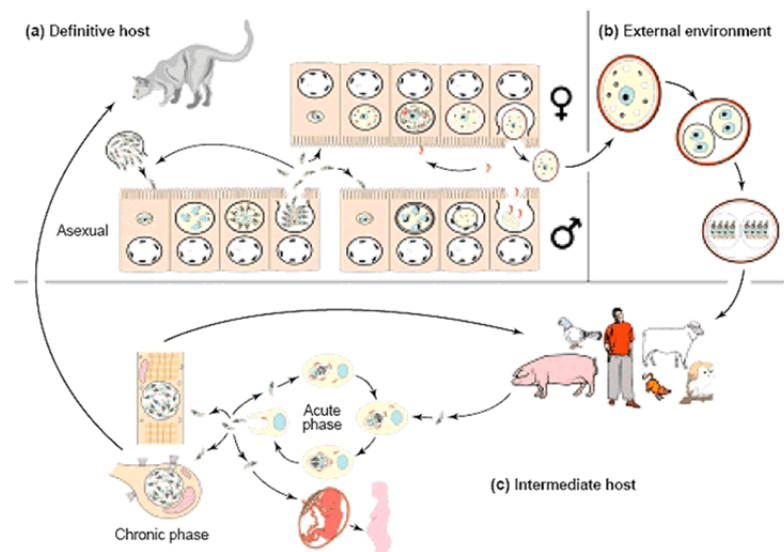 (a) Definitive host
(b) External environment
♀
Asexual
♂
Acute
phase
(c) Intermediate host
Chronic phase